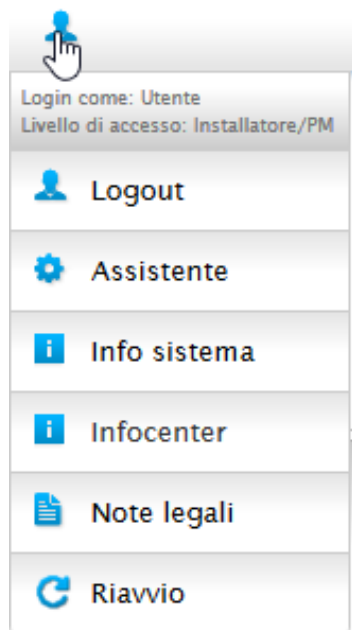 Login come: Utente
Livello di accesso: Installatore/PM
Logout
Assistente
Info sistema
Infocenter
Note legali
Riavvio